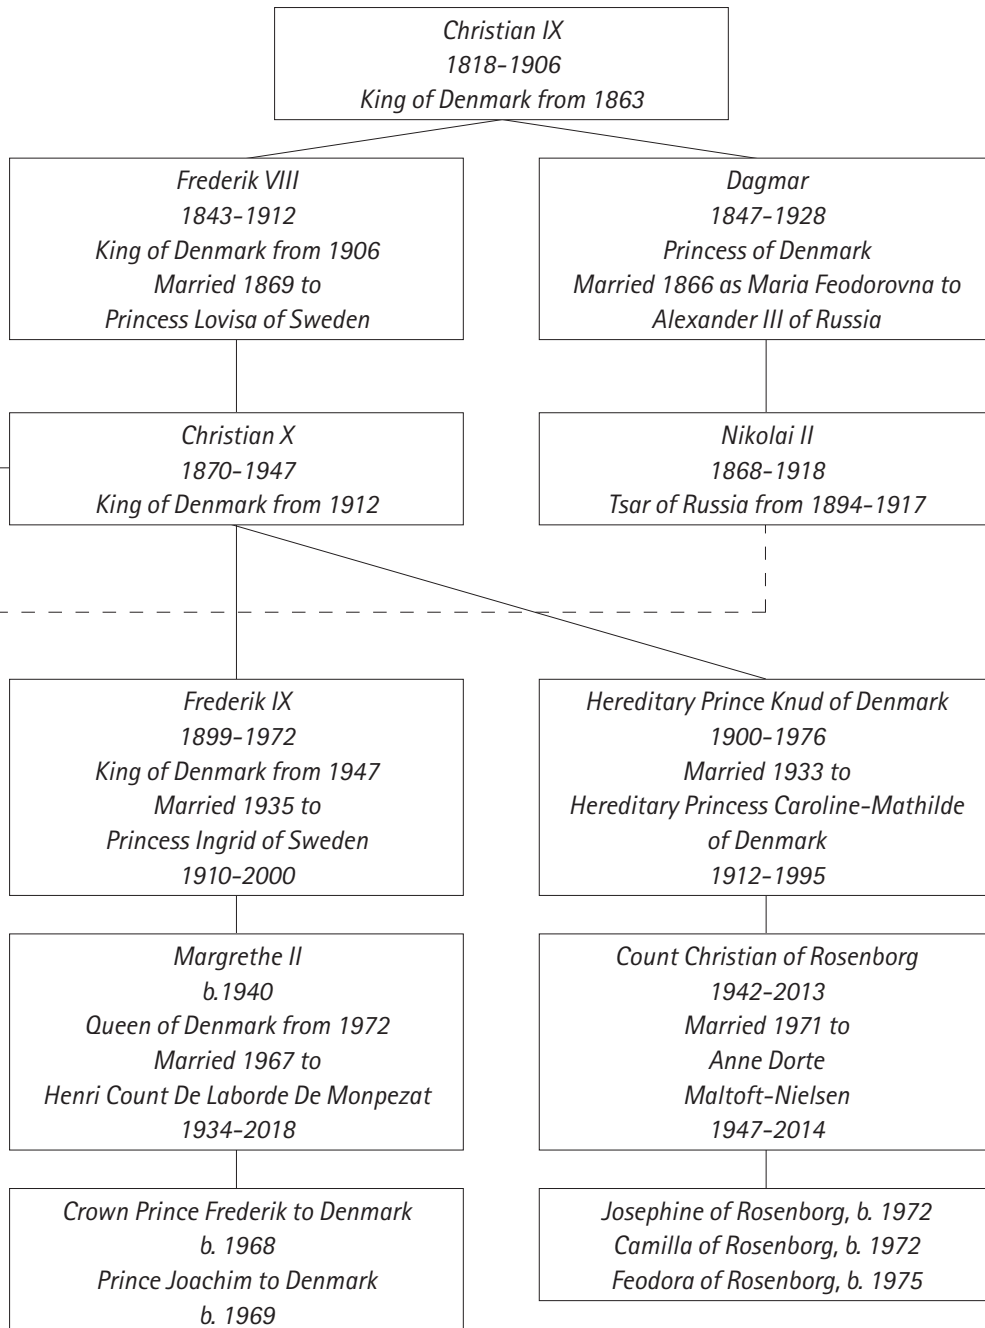 Christian IX
1818-1906
King of Denmark from 1863
Frederik VIII
1843-1912
King of Denmark from 1906
Married 1869 to
Princess Lovisa of Sweden
Dagmar
1847-1928
Princess of Denmark
Married 1866 as Maria Feodorovna to
Alexander III of Russia
Christian X
1870-1947
King of Denmark from 1912
Nikolai II
1868-1918
Tsar of Russia from 1894-1917
Frederik IX
1899-1972
King of Denmark from 1947
Married 1935 to
Princess Ingrid of Sweden
1910-2000
Hereditary Prince Knud of Denmark
1900-1976
Married 1933 to
Hereditary Princess Caroline-Mathilde
of Denmark
1912-1995
Margrethe II
b.1940
Queen of Denmark from 1972
Married 1967 to
Henri Count De Laborde De Monpezat
1934-2018
Count Christian of Rosenborg
1942-2013
Married 1971 to
Anne Dorte
Maltoft-Nielsen
1947-2014
Crown Prince Frederik to Denmark
b. 1968
Prince Joachim to Denmark
b. 1969
Josephine of Rosenborg, b. 1972
Camilla of Rosenborg, b. 1972
Feodora of Rosenborg, b. 1975